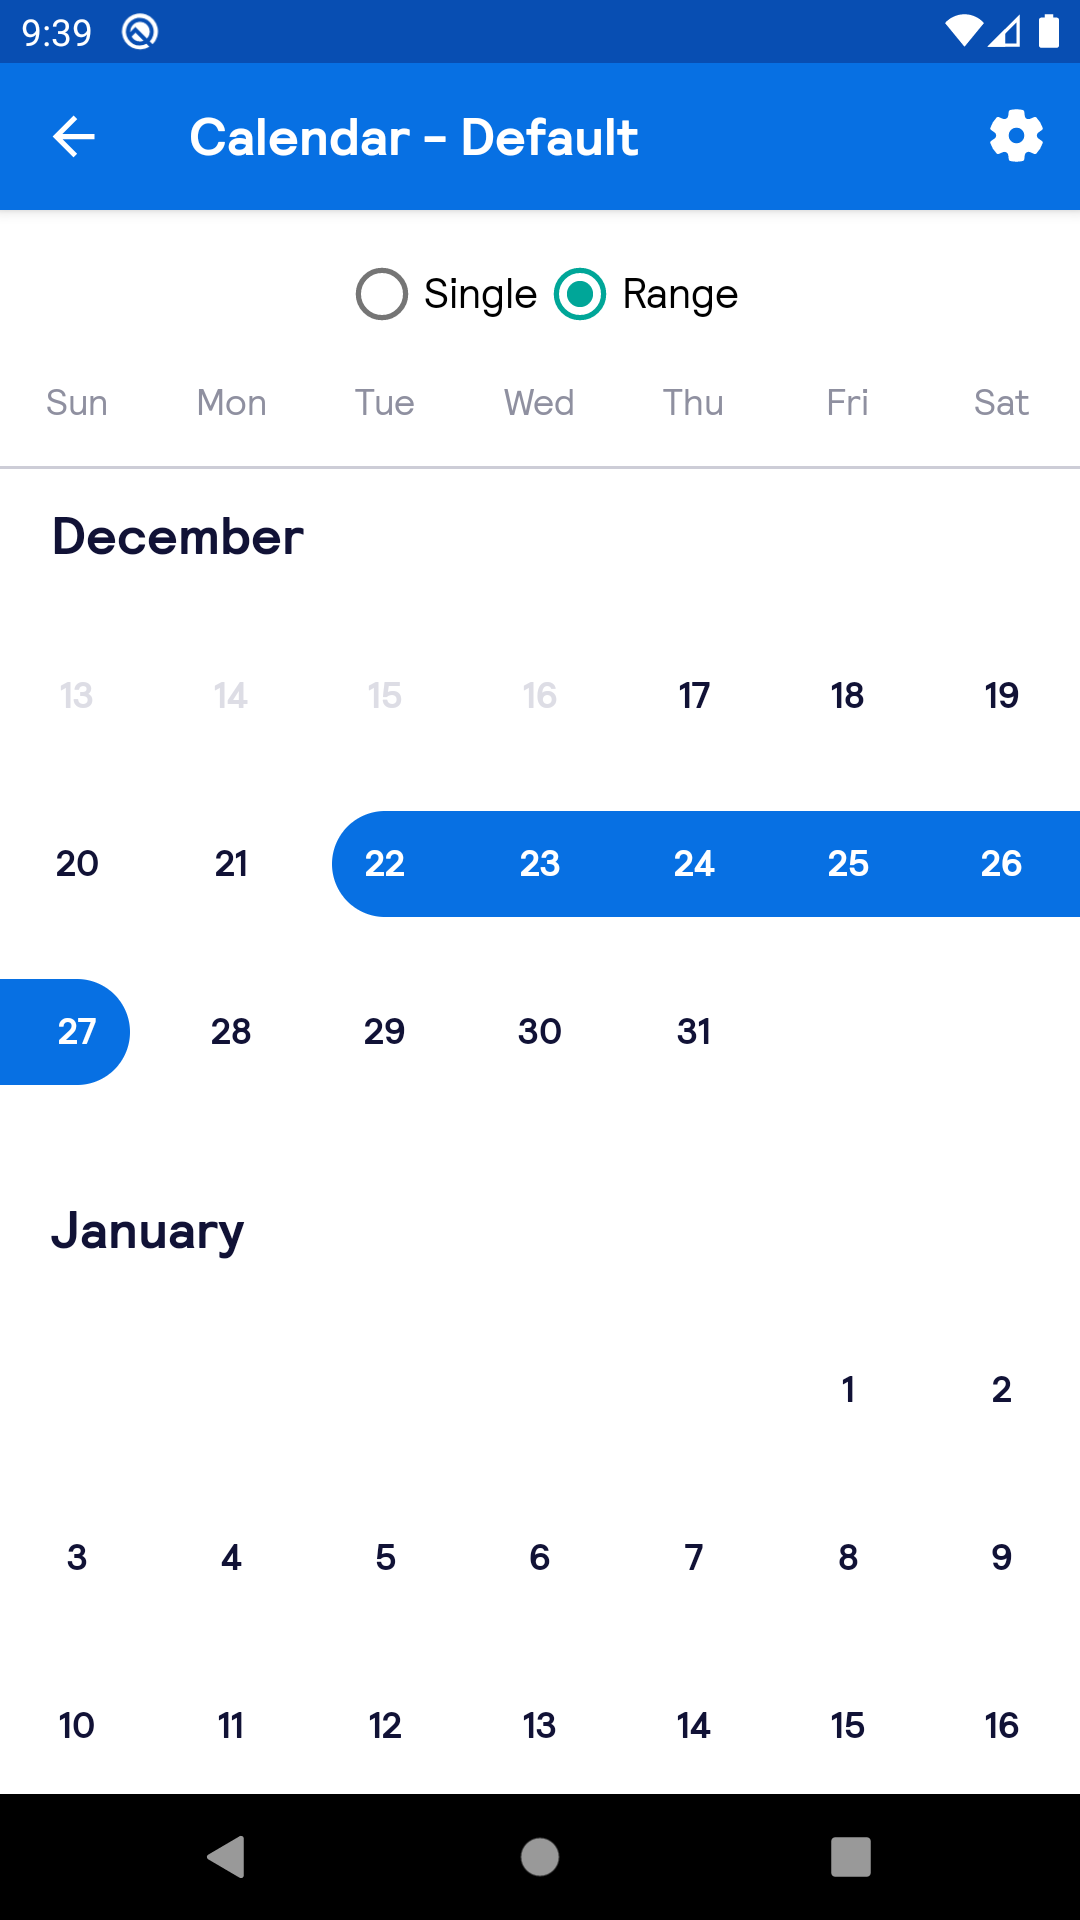 9:39
Calendar - Default
Single Range
Sun Mon Tue Wed Thu Fri Sat
December
13 14 15 16 17 18 19
20 21 22 23 24 25 26
27 28 29 30 31
January
1 2
3 4 5 6 7 8 9
10 11 12 13 14 15 16